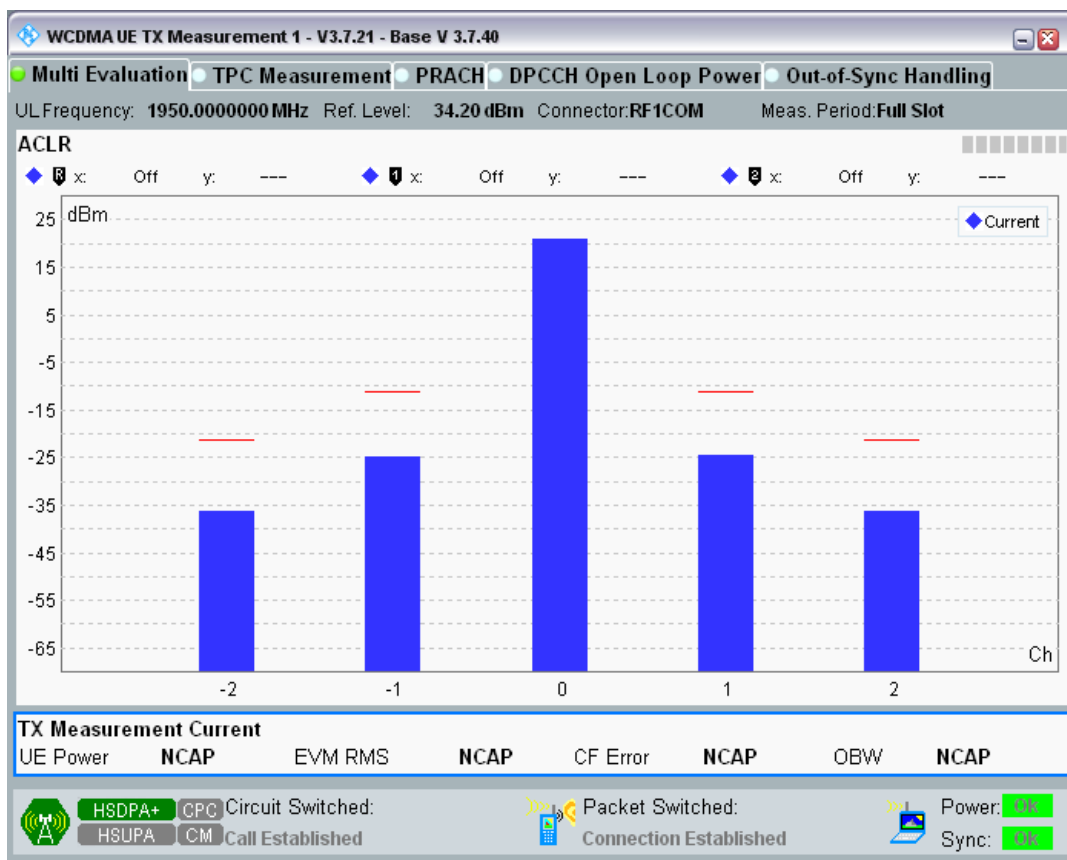 WCDMA UE TX Measurement 1 - V3.7.21 - Base V 3.7.40
Multi Evaluation TPC Measurement PRACH DPCCH Open Loop Power Out-of-Sync Handling
UL Frequency: 1950.0000000 MHz Ref. Level: 34.20 dBm Connector:RF1COM Meas. Period:Full Slot
ACLR
R x: Off y: --- 1 x: Off y: --- 2 x: Off y: ---
dBm
Current
25
15
5
-5
-15
-25
-35
-45
-55
-65
Ch
-2 -1 0 1 2
TX Measurement Current
UE Power NCAP EVM RMS NCAP CF Error NCAP OBW NCAP
HSDPA+ CPC Circuit Switched: Packet Switched: Power: Ok
HSUPA CM Call Established Connection Established Sync: Ok